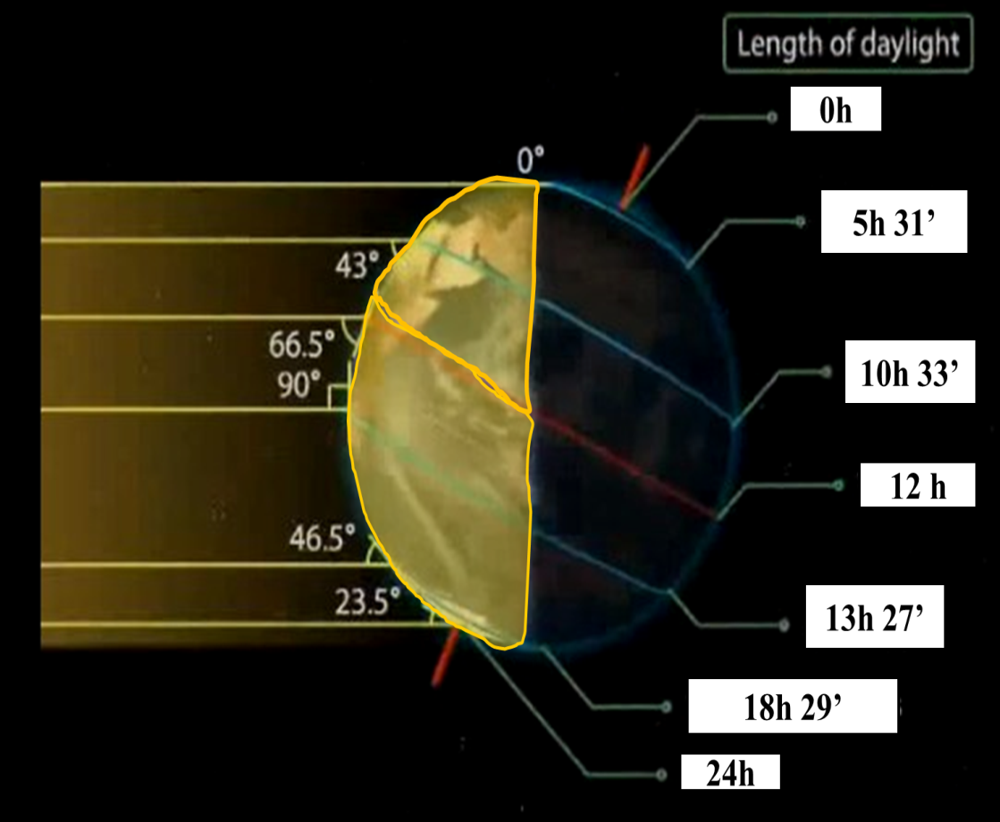 Length of daylight
0h
0°
5h 31’
43°
66.5°
10h 33’
90°
12 h
46.5°
23.5°
13h 27’
18h 29’
24h